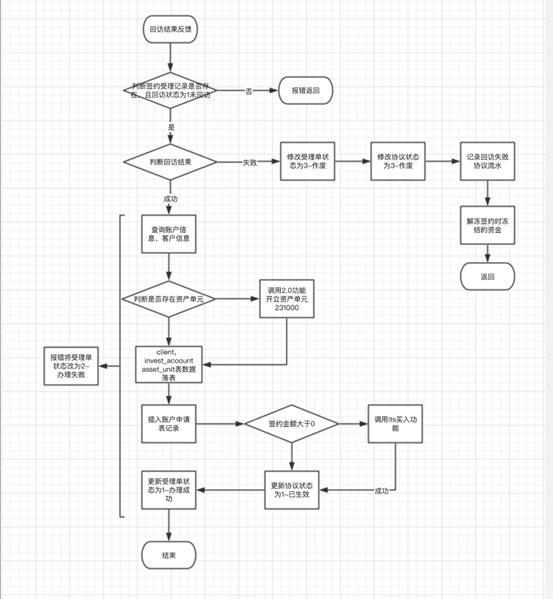 回访结果反馈
判断签约受理记录是否存
在，且回访状态为1未回访
否
报错返回
是
判断回访结果
失败
修改受理单状
态为3-作废
修改协议状态
为3-作废
记录回访失败
协议流水
成功
解冻签约时冻
结的资金
返回
查询账户信
息、客户信息
判断是否存在资产单元
调用2.0功能
开立资产单元
231000
client,
invest_acoount
asset_unit表数据
落表
报错将受理单
状态改为2-
办理失败
插入账户申请
表记录
签约金额大于0
调用lts买入功
能
成功
更新协议状态
为1-已生效
更新受理单状
态为1-办理成
功
结束